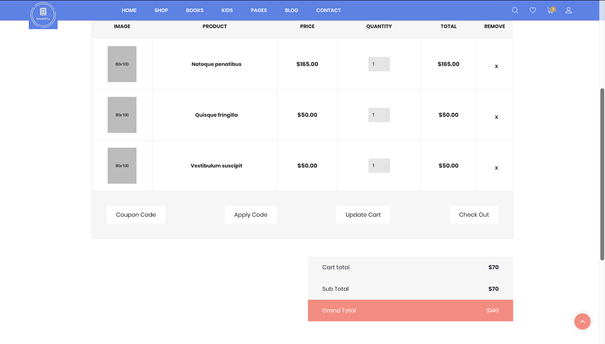 HOME SHOP BOOKS KIDS PAGES BLOG CONTACT
IMAGE PRODUCT PRICE QUANTITY TOTAL REMOVE
80x100 Natoque penatibus $165.00 1 $165.00 x
80x100 Quisque fringilla $50.00 1 $50.00 x
80x100 Vestibulum suscipit $50.00 1 $50.00 x
Coupon Code Apply Code Update Cart Check Out
Cart total $70
Sub Total $70
Grand Total $140